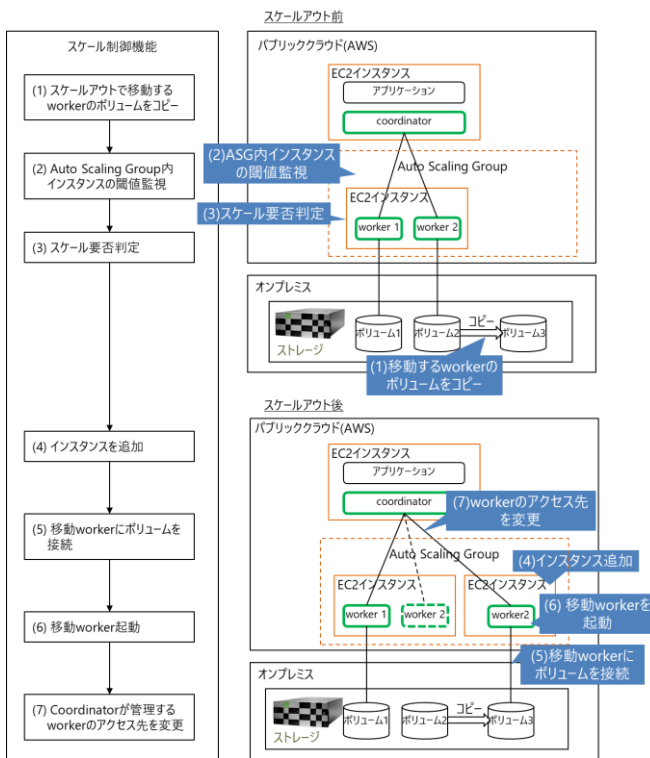 スケール制御機能
(1) スケールアウトで移動する
workerのボリュームをコピー
(2) Auto Scaling Group内
インスタンスの閾値監視
(3) スケール要否判定
(4) インスタンスを追加
(5) 移動workerにボリュームを
接続
(6) 移動worker起動
(7) Coordinatorが管理する
workerのアクセス先を変更
スケールアウト前
パブリッククラウド(AWS)
EC2インスタンス
アプリケーション
coordinator
(2)ASG内インスタンス
の閾値監視
Auto Scaling Group
EC2インスタンス
(3)スケール要否判定
worker 1
worker 2
オンプレミス
ストレージ
ボリューム1
ボリューム2
コピー
ボリューム3
(1)移動するworkerの
ボリュームをコピー
スケールアウト後
パブリッククラウド(AWS)
EC2インスタンス
アプリケーション
coordinator
(7)workerのアクセス先
を変更
Auto Scaling Group
(4)インスタンス追加
EC2インスタンス
EC2インスタンス
worker 1
worker 2
worker2
(6) 移動workerを
起動
(5)移動workerに
ボリュームを接続
オンプレミス
ストレージ
ボリューム1
ボリューム2
コピー
ボリューム3